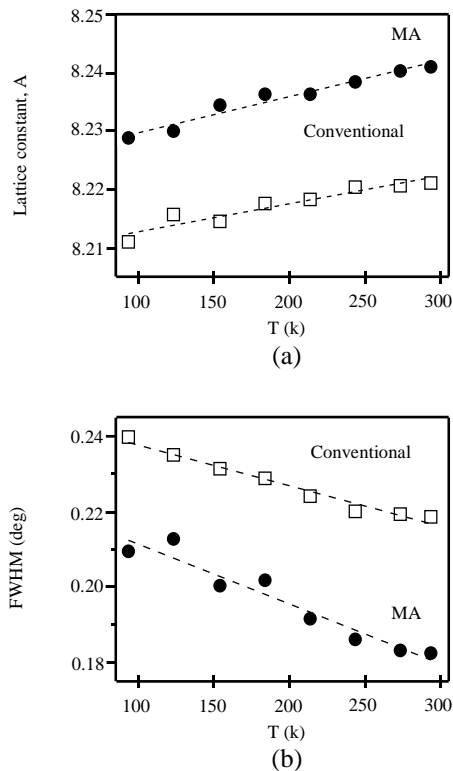 8.25
MA
8.24
8.23
Conventional
8.22
8.21
Lattice constant, A
100 150 200 250 300
T (k)
(a)
0.24
Conventional
0.22
0.20
MA
0.18
FWHM (deg)
100 150 200 250 300
T (k)
(b)